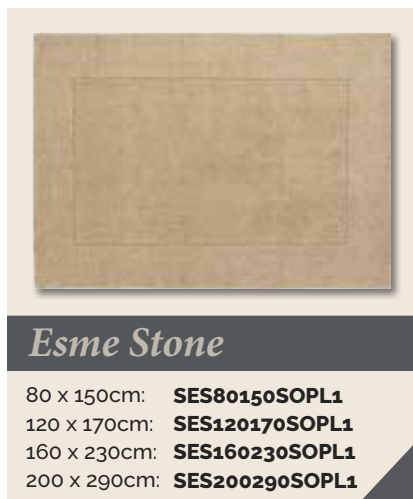 Esme Stone
80 x 150cm: SES80150SOPL1
120 x 170cm: SES120170SOPL1
160 x 230cm: SES160230SOPL1
200 x 290cm: SES200290SOPL1